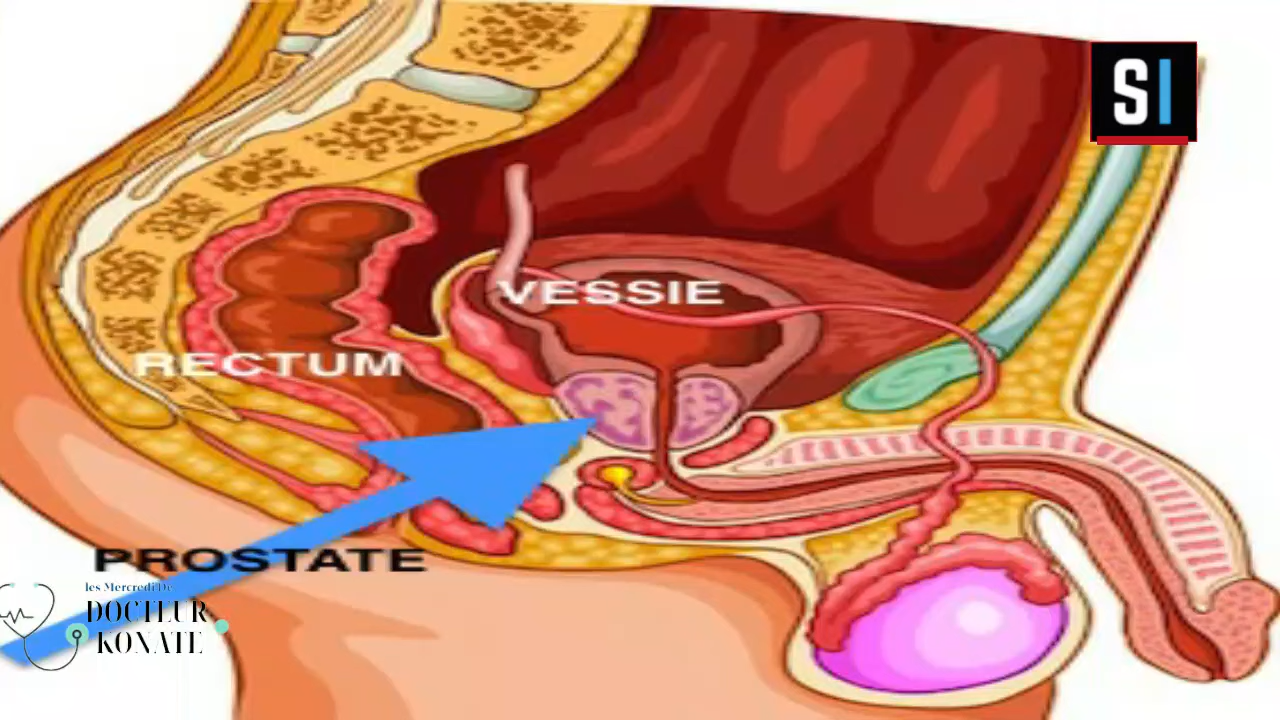 SI
VESSIE
RECTUM
PROSTATE
les Mercredi De
DOCTEUR
KONATE